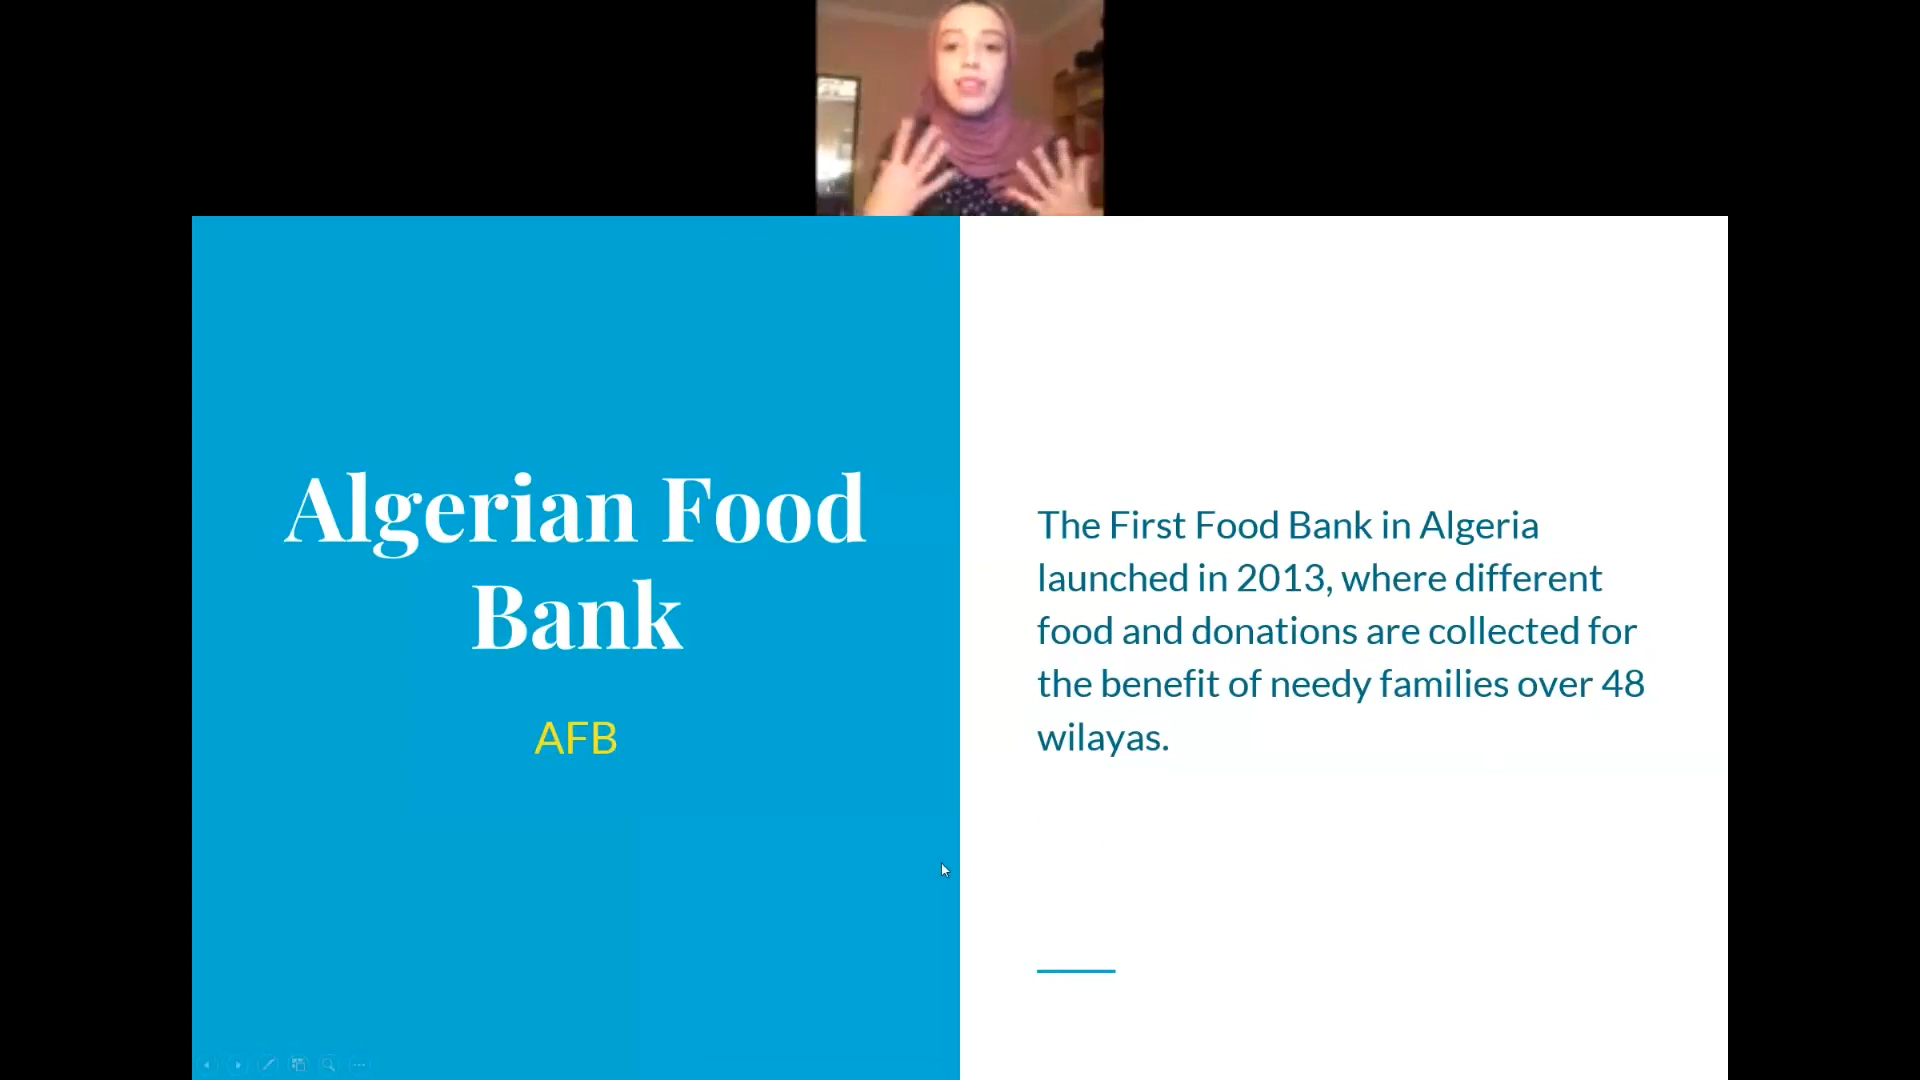 Algerian Food
Bank
AFB
The First Food Bank in Algeria
launched in 2013, where different
food and donations are collected for
the benefit of needy families over 48
wilayas.